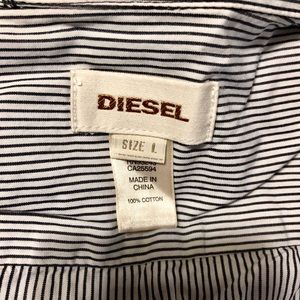 DIESEL
SIZE L
CA25594
MADE IN
CHINA
100% COTTON